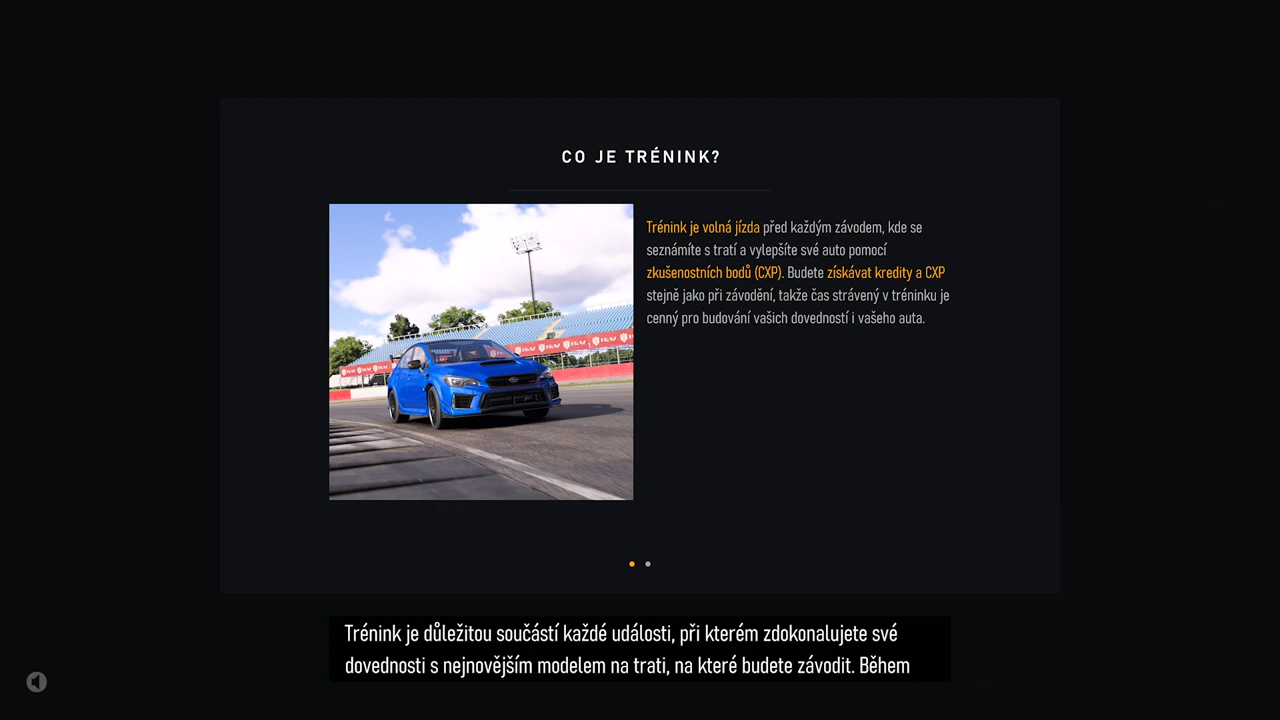 CO JE TRÉNINK?
Trénink je volná jízda před každým závodem, kde se
seznámíte s tratí a vylepšíte své auto pomocí
zkušenostních bodů (CXP). Budete získávat kredity a CXP
stejně jako při závodění, takže čas strávený v tréninku je
cenný pro budování vašich dovedností i vašeho auta.
Trénink je důležitou součástí každé události, při kterém zdokonalujete své
dovednosti s nejnovějším modelem na trati, na které budete závodit. Během